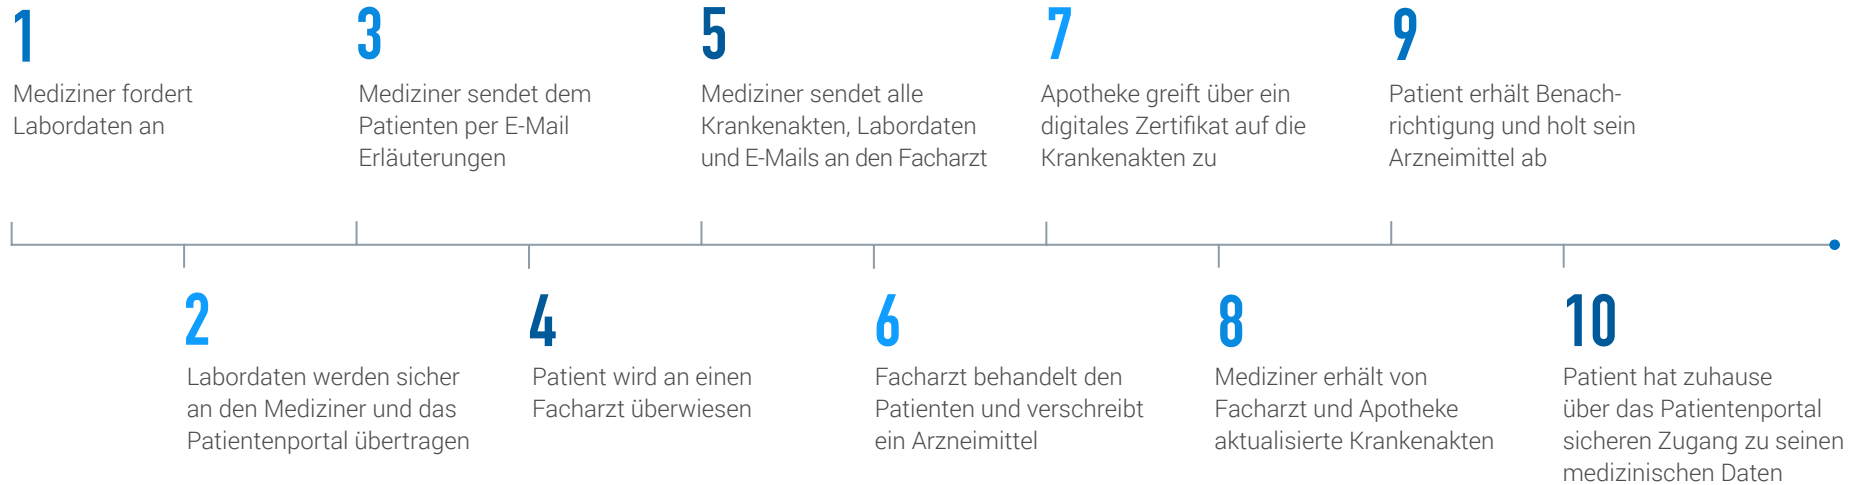 1
Mediziner fordert
Labordaten an
2
Labordaten werden sicher
an den Mediziner und das
Patientenportal übertragen
3
Mediziner sendet dem
Patienten per E-Mail
Erläuterungen
4
Patient wird an einen
Facharzt überwiesen
5
Mediziner sendet alle
Krankenakten, Labordaten
und E-Mails an den Facharzt
6
Facharzt behandelt den
Patienten und verschreibt
ein Arzneimittel
7
Apotheke greift über ein
digitales Zertifikat auf die
Krankenakten zu
8
Mediziner erhält von
Facharzt und Apotheke
aktualisierte Krankenakten
9
Patient erhält Benach-
richtigung und holt sein
Arzneimittel ab
10
Patient hat zuhause
über das Patientenportal
sicheren Zugang zu seinen
medizinischen Daten